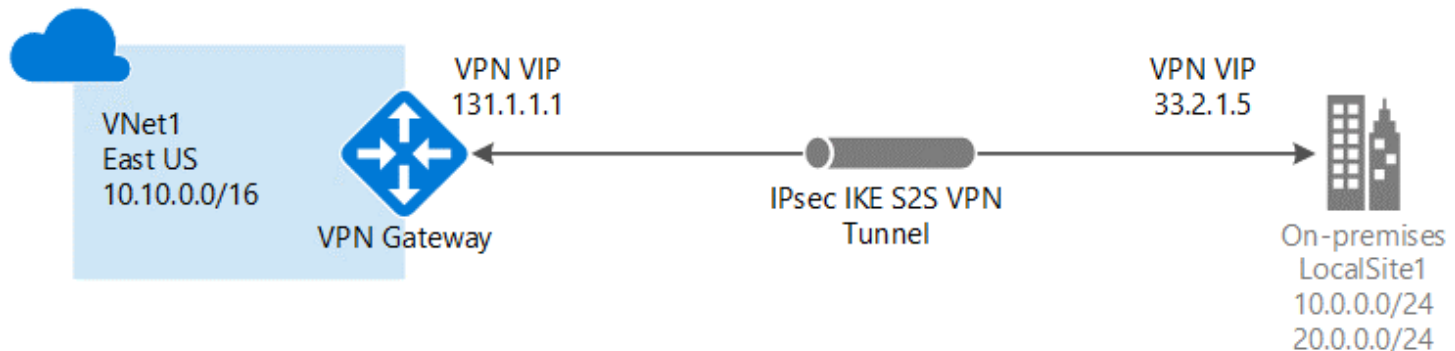 VNet1
East US
10.10.0.0/16
VPN VIP
131.1.1.1
VPN Gateway
IPsec IKE S2S VPN
Tunnel
VPN VIP
33.2.1.5
On-premises
LocalSite1
10.0.0.0/24
20.0.0.0/24